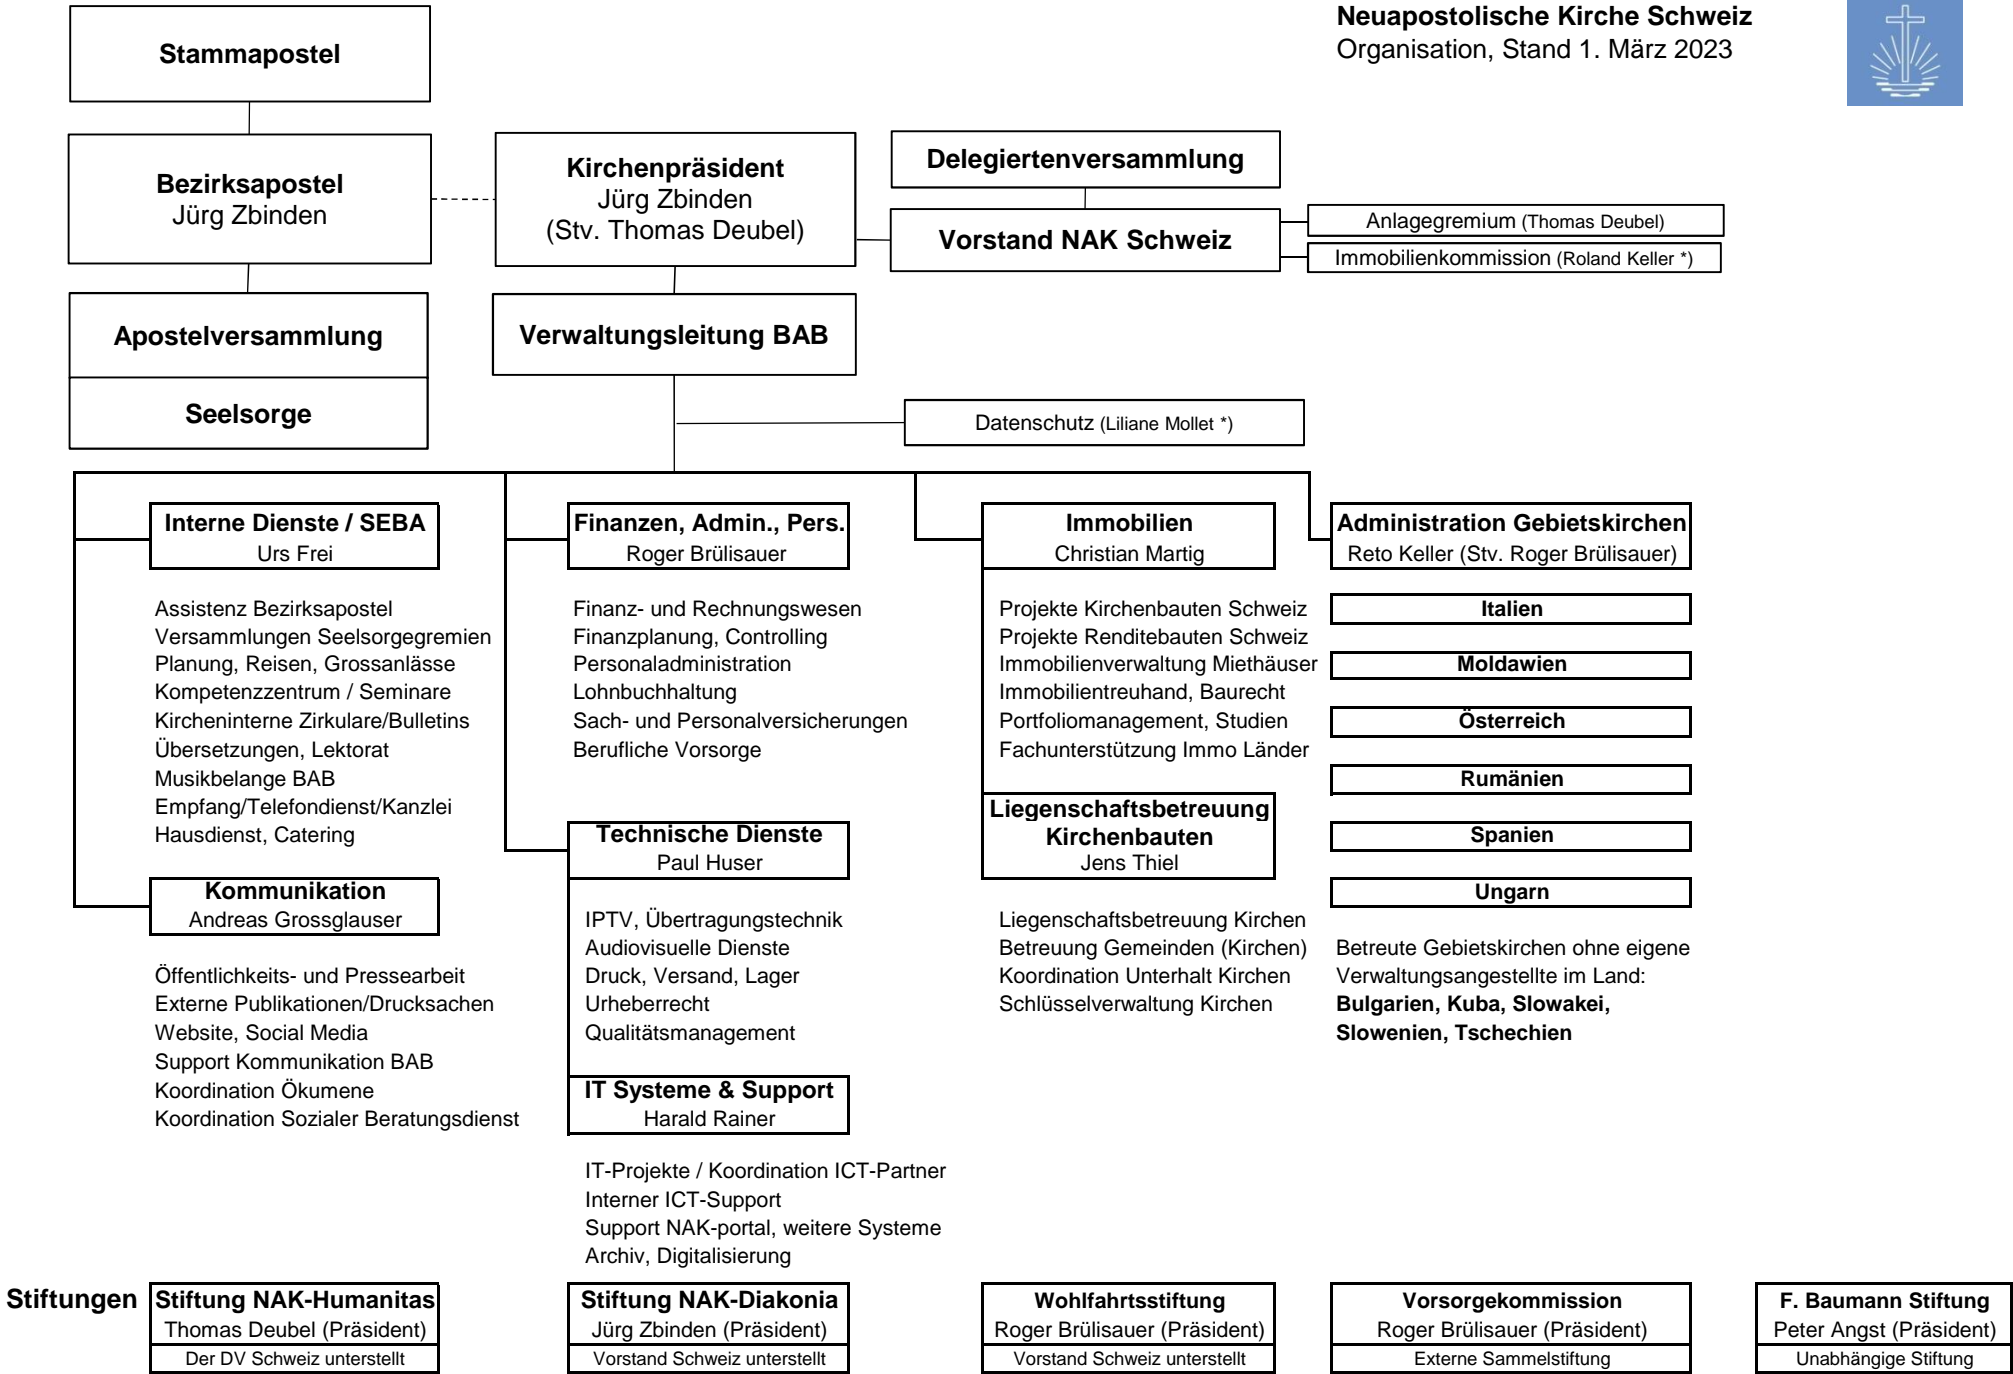 Neuapostolische Kirche Schweiz
Organisation, Stand 1. März 2023
Stammapostel
Bezirksapostel
Jürg Zbinden
Kirchenpräsident
Jürg Zbinden
(Stv. Thomas Deubel)
Delegiertenversammlung
Vorstand NAK Schweiz
Anlagegremium (Thomas Deubel)
Immobilienkommission (Roland Keller *)
Apostelversammlung
Seelsorge
Verwaltungsleitung BAB
Datenschutz (Liliane Mollet *)
Interne Dienste / SEBA
Urs Frei
Assistenz Bezirksapostel
Versammlungen Seelsorgegremien
Planung, Reisen, Grossanlässe
Kompetenzzentrum / Seminare
Kircheninterne Zirkulare/Bulletins
Übersetzungen, Lektorat
Musikbelange BAB
Empfang/Telefondienst/Kanzlei
Hausdienst, Catering
Kommunikation
Andreas Grossglauser
Öffentlichkeits- und Pressearbeit
Externe Publikationen/Drucksachen
Website, Social Media
Support Kommunikation BAB
Koordination Ökumene
Koordination Sozialer Beratungsdienst
Finanzen, Admin., Pers.
Roger Brülisauer
Finanz- und Rechnungswesen
Finanzplanung, Controlling
Personaladministration
Lohnbuchhaltung
Sach- und Personalversicherungen
Berufliche Vorsorge
Technische Dienste
Paul Huser
IPTV, Übertragungstechnik
Audiovisuelle Dienste
Druck, Versand, Lager
Urheberrecht
Qualitätsmanagement
IT Systeme & Support
Harald Rainer
IT-Projekte / Koordination ICT-Partner
Interner ICT-Support
Support NAK-portal, weitere Systeme
Archiv, Digitalisierung
Immobilien
Christian Martig
Projekte Kirchenbauten Schweiz
Projekte Renditebauten Schweiz
Immobilienverwaltung Miethäuser
Immobilientreuhand, Baurecht
Portfoliomanagement, Studien
Fachunterstützung Immo Länder
Liegenschaftsbetreuung
Kirchenbauten
Jens Thiel
Liegenschaftsbetreuung Kirchen
Betreuung Gemeinden (Kirchen)
Koordination Unterhalt Kirchen
Schlüsselverwaltung Kirchen
Administration Gebietskirchen
Reto Keller (Stv. Roger Brülisauer)
Italien
Moldawien
Österreich
Rumänien
Spanien
Ungarn
Betreute Gebietskirchen ohne eigene
Verwaltungsangestellte im Land:
Bulgarien, Kuba, Slowakei,
Slowenien, Tschechien
Stiftungen
Stiftung NAK-Humanitas
Thomas Deubel (Präsident)
Der DV Schweiz unterstellt
Stiftung NAK-Diakonia
Jürg Zbinden (Präsident)
Vorstand Schweiz unterstellt
Wohlfahrtsstiftung
Roger Brülisauer (Präsident)
Vorstand Schweiz unterstellt
Vorsorgekommission
Roger Brülisauer (Präsident)
Externe Sammelstiftung
F. Baumann Stiftung
Peter Angst (Präsident)
Unabhängige Stiftung